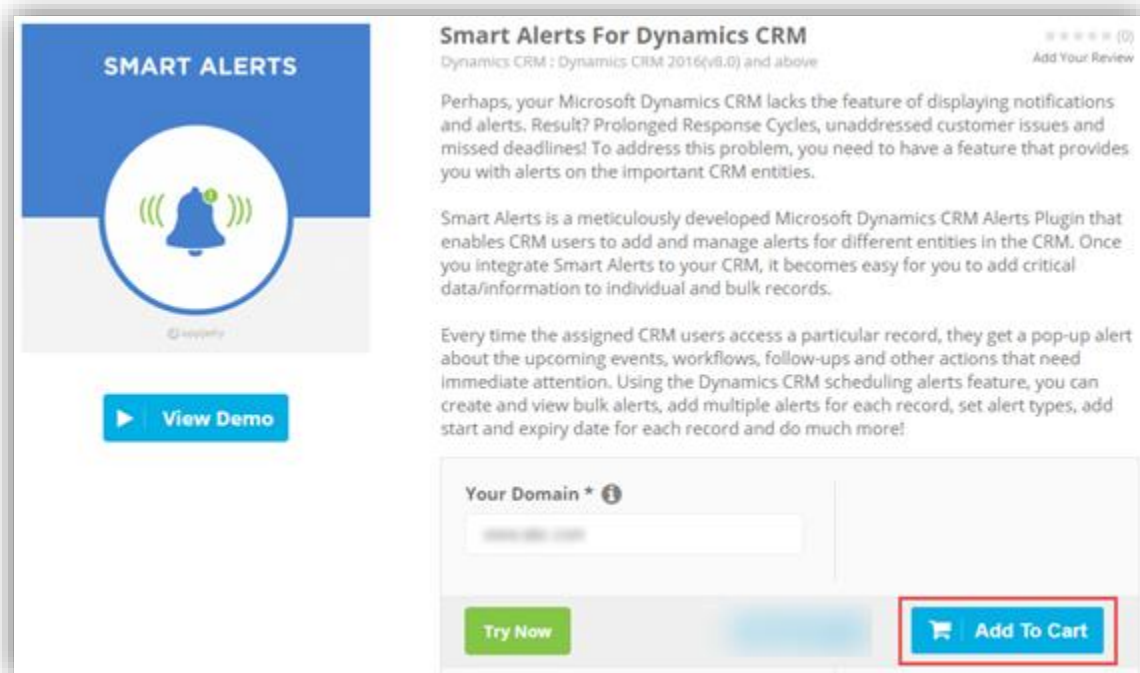 SMART ALERTS
View Demo
Smart Alerts For Dynamics CRM
(0)
Dynamics CRM : Dynamics CRM 2016(v8.0) and above
Add Your Review
Perhaps, your Microsoft Dynamics CRM lacks the feature of displaying notifications
and alerts. Result? Prolonged Response Cycles, unaddressed customer issues and
missed deadlines! To address this problem, you need to have a feature that provides
you with alerts on the important CRM entities.
Smart Alerts is a meticulously developed Microsoft Dynamics CRM Alerts Plugin that
enables CRM users to add and manage alerts for different entities in the CRM. Once
you integrate Smart Alerts to your CRM, it becomes easy for you to add critical
data/information to individual and bulk records.
Every time the assigned CRM users access a particular record, they get a pop-up alert
about the upcoming events, workflows, follow-ups and other actions that need
immediate attention. Using the Dynamics CRM scheduling alerts feature, you can
create and view bulk alerts, add multiple alerts for each record, set alert types, add
start and expiry date for each record and do much more!
Your Domain *
Try Now
Add To Cart